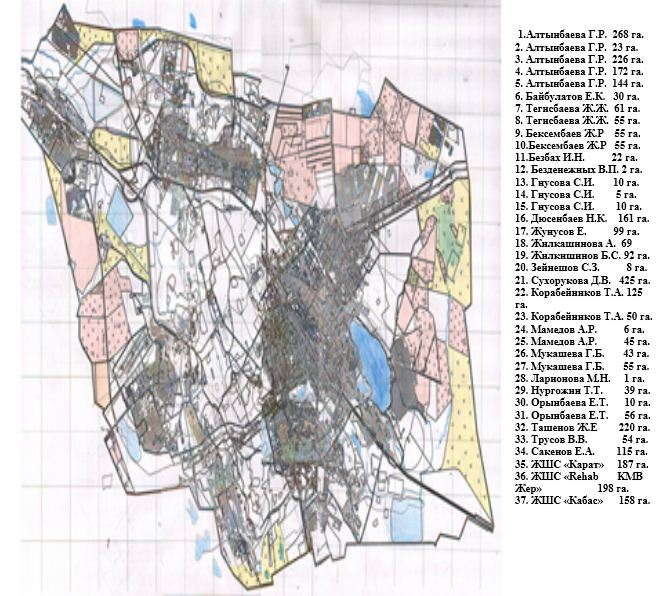 1.Алтынбаева Г.Р. 268 га.
2. Алтынбаева Г.Р. 23 га.
3. Алтынбаева Г.Р. 226 га.
4. Алтынбаева Г.Р. 172 га.
5. Алтынбаева Г.Р. 144 га.
6. Байбулатов Е.К. 30 га.
7. Тегисбаева Ж.Ж. 61 га.
8. Тегисбаева Ж.Ж. 55 га.
9. Бексембаев Ж.Р 55 га.
10.Бексембаев Ж.Р 55 га.
11.Безбах И.Н. 22 га.
12. Безденежных В.П. 2 га.
13. Гнусова С.И. 10 га.
14. Гнусова С.И. 5 га.
15. Гнусова С.И. 10 га.
16. Дюсенбаев Н.К. 161 га.
17. Жунусов Е. 99 га.
18. Жилкашинова А. 69
19. Жилкишинов Б.С. 92 га.
20. Зейнешов С.З. 8 га.
21. Сухорукова Д.В. 425 га.
22. Корабейников Т.А. 125
га.
23. Корабейников Т.А. 50 га.
24. Мамедов А.Р. 6 га.
25. Мамедов А.Р. 45 га.
26. Мукашева Г.Б. 43 га.
27. Мукашева Г.Б. 55 га.
28. Ларионова М.Н. 1 га.
29. Нургожин Т.Т. 39 га.
30. Орынбаева Е.Т. 10 га.
31. Орынбаева Е.Т. 56 га.
32. Ташенов Ж.Е 220 га.
33. Трусов В.В. 54 га.
34. Сакенов Е.А. 115 га.
35. ЖШС «Карат» 187 га.
36. ЖШС «Rehab КМВ
Жер» 198 га.
37. ЖШС «Кабас» 158 га.